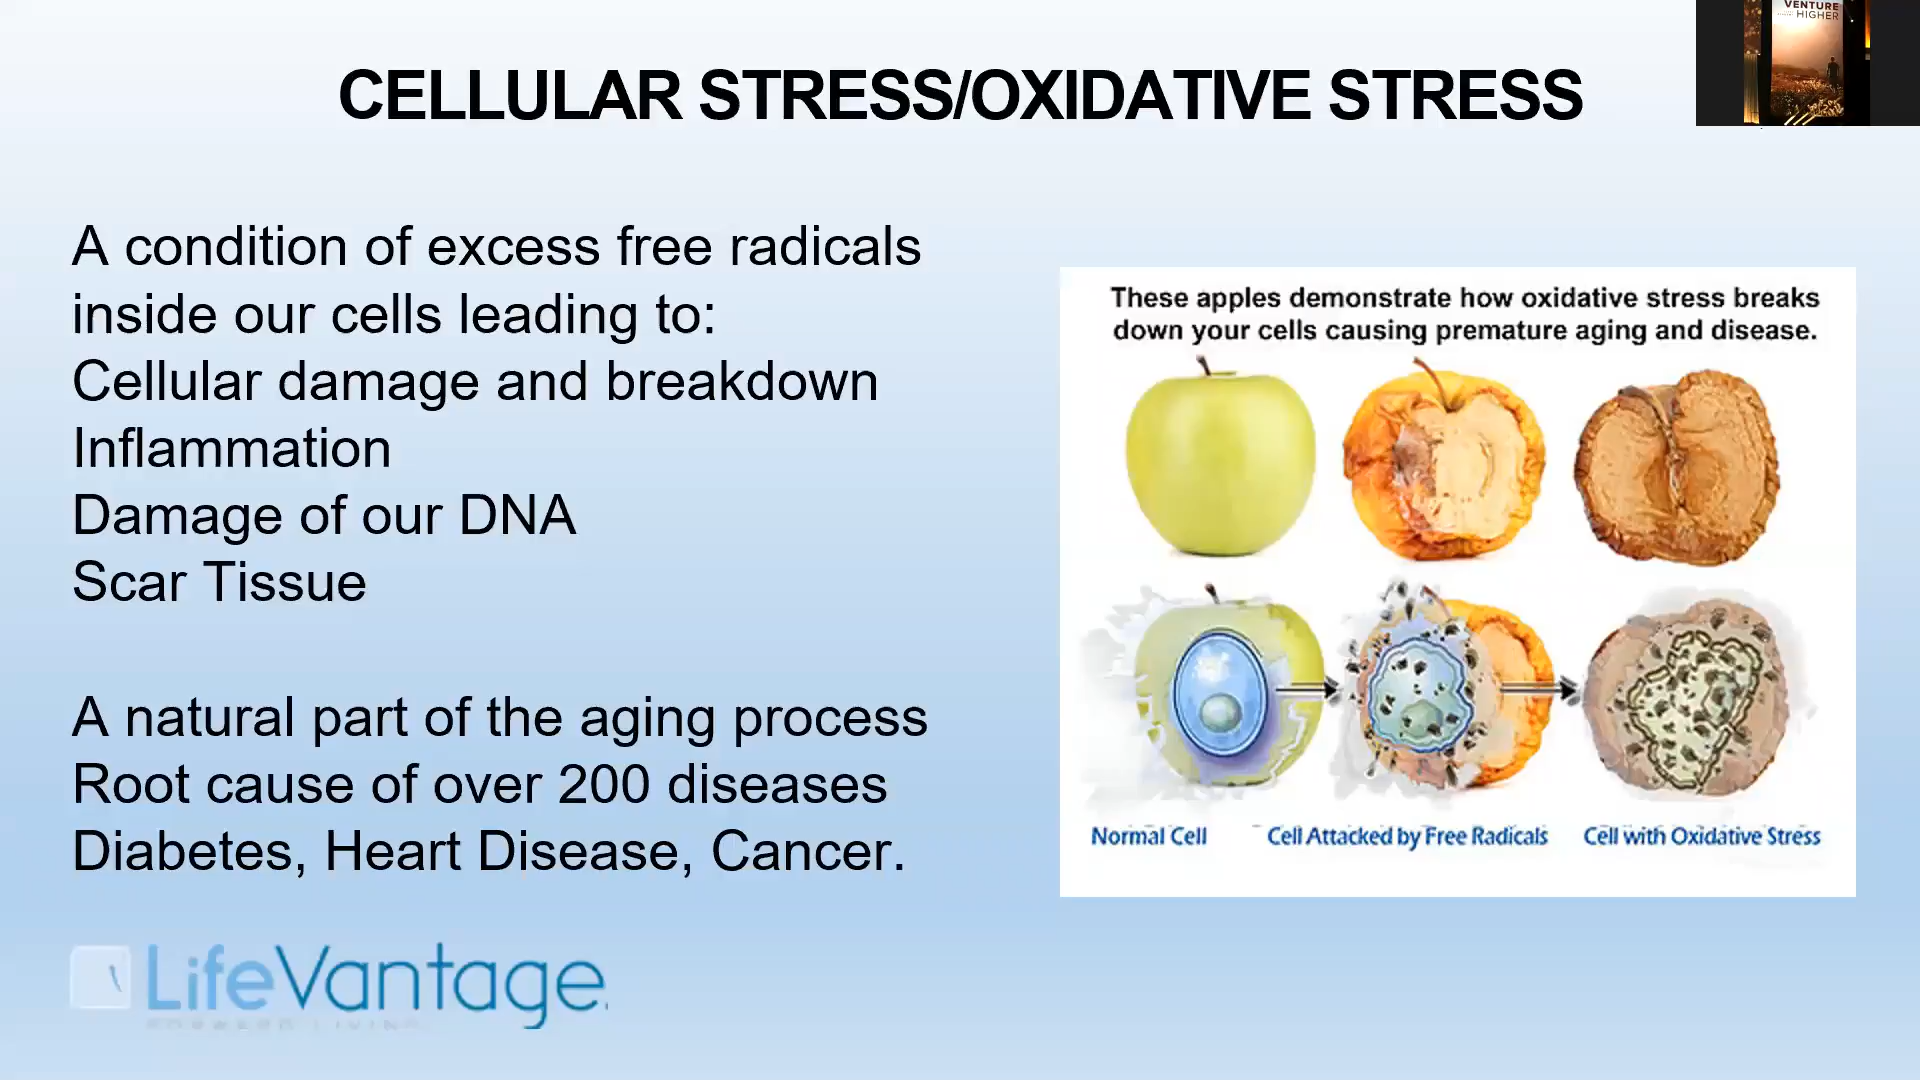 VENTURE
HIGHER
CELLULAR STRESS/OXIDATIVE STRESS
A condition of excess free radicals
inside our cells leading to:
Cellular damage and breakdown
Inflammation
Damage of our DNA
Scar Tissue
A natural part of the aging process
Root cause of over 200 diseases
Diabetes, Heart Disease, Cancer.
These apples demonstrate how oxidative stress breaks
down your cells causing premature aging and disease.
Normal Cell
Cell Attacked by Free Radicals
Cell with Oxidative Stress
LifeVantage